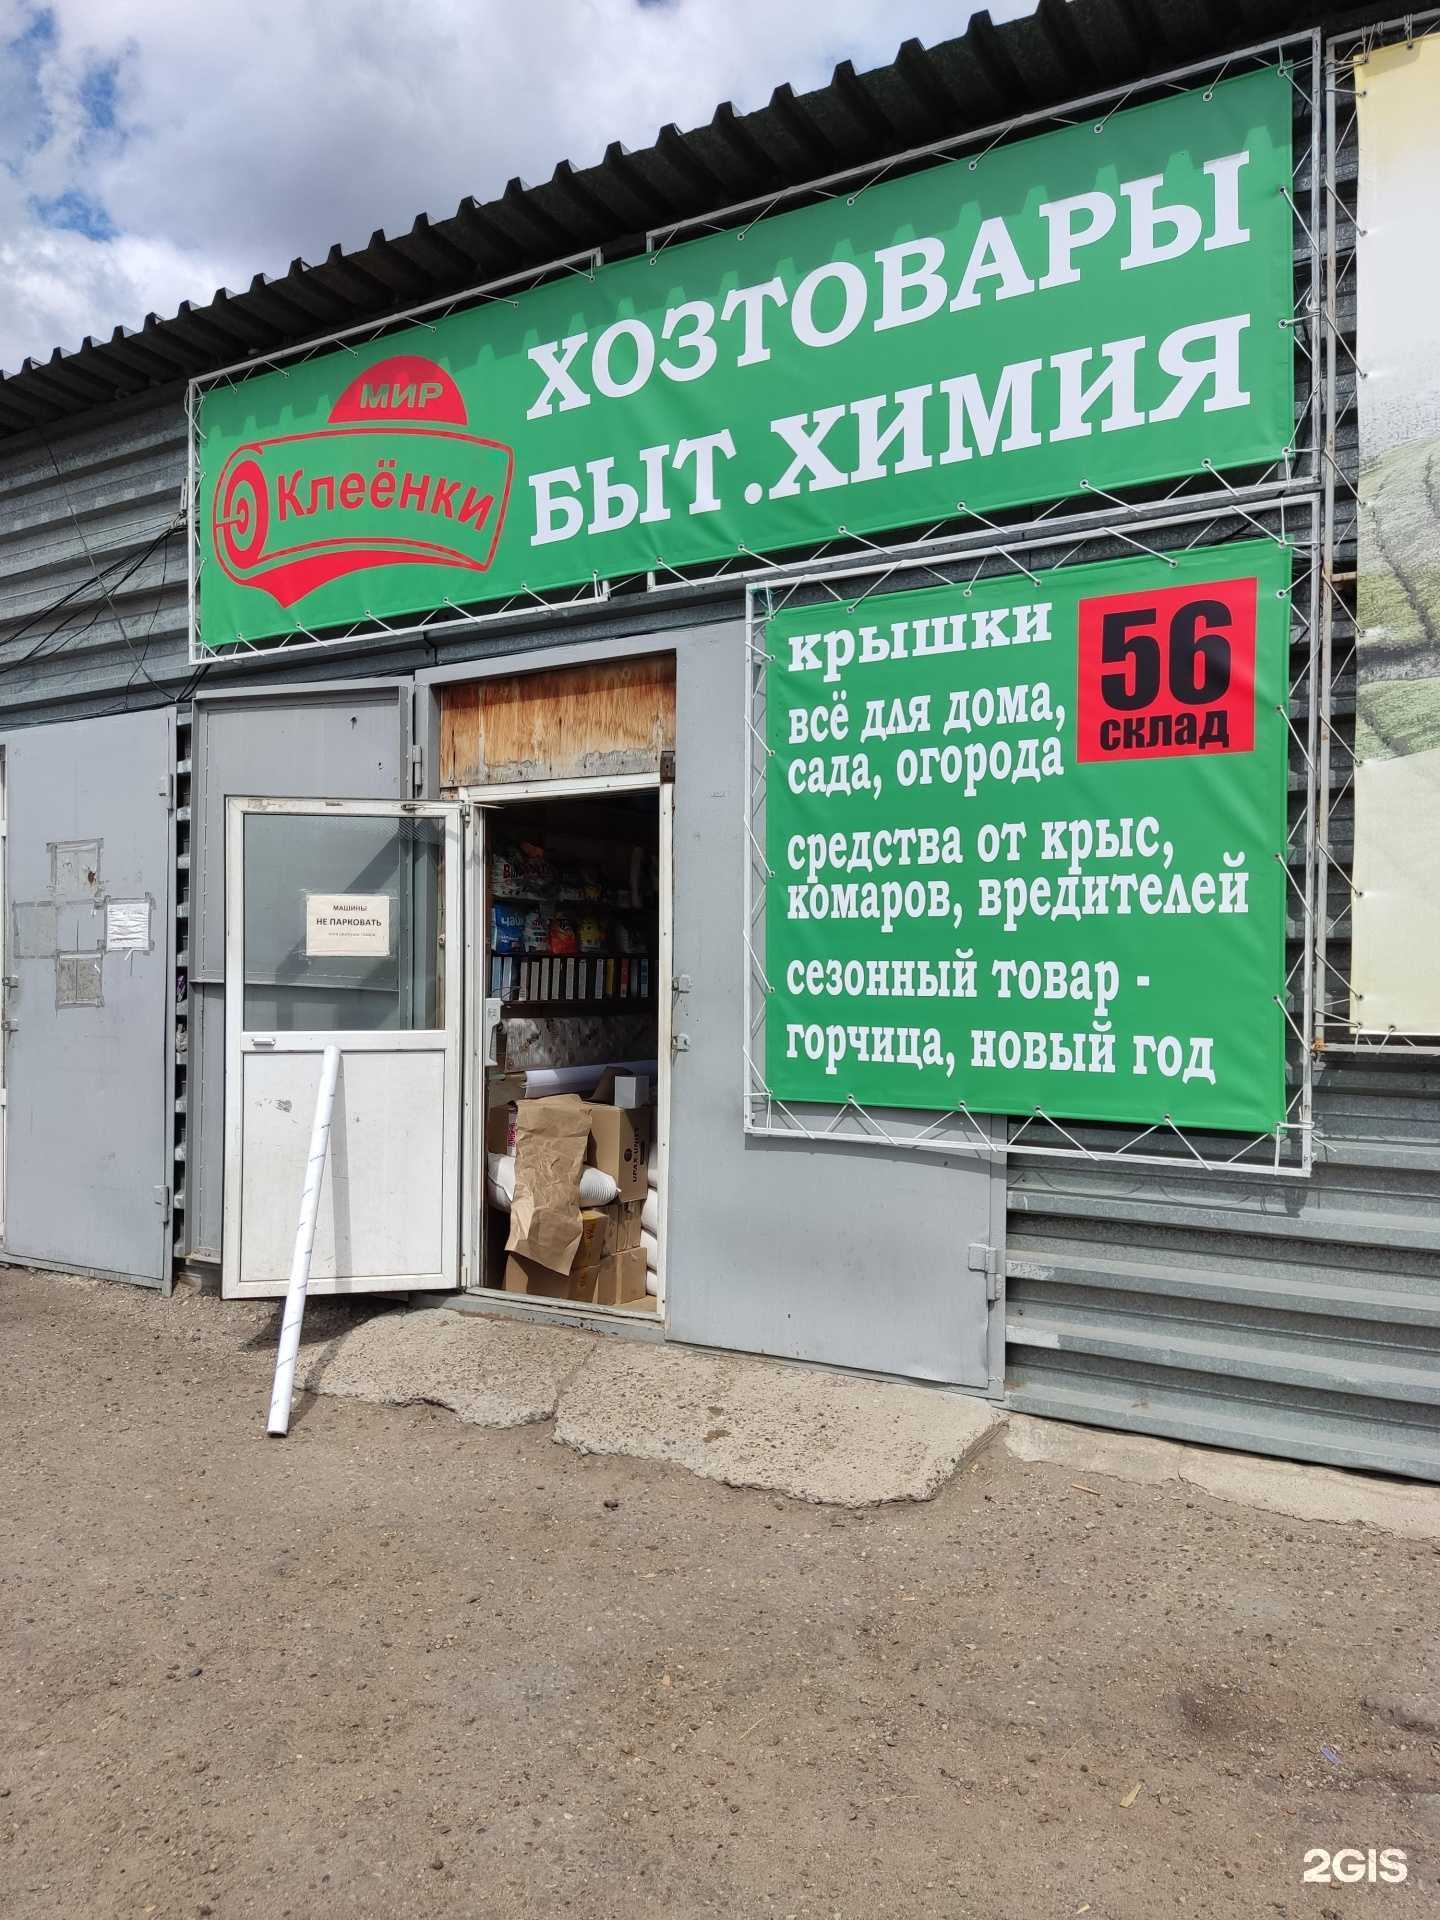 МИР
Клеёнки
ХОЗТОВАРЫ
БЫТ.ХИМИЯ
крышки
всё для дома,
сада, огорода
56
склад
средства от крыс,
комаров, вредителей
сезонный товар -
горчица, новый год
МАШИНЫ
НЕ ПАРКОВАТЬ
2GIS